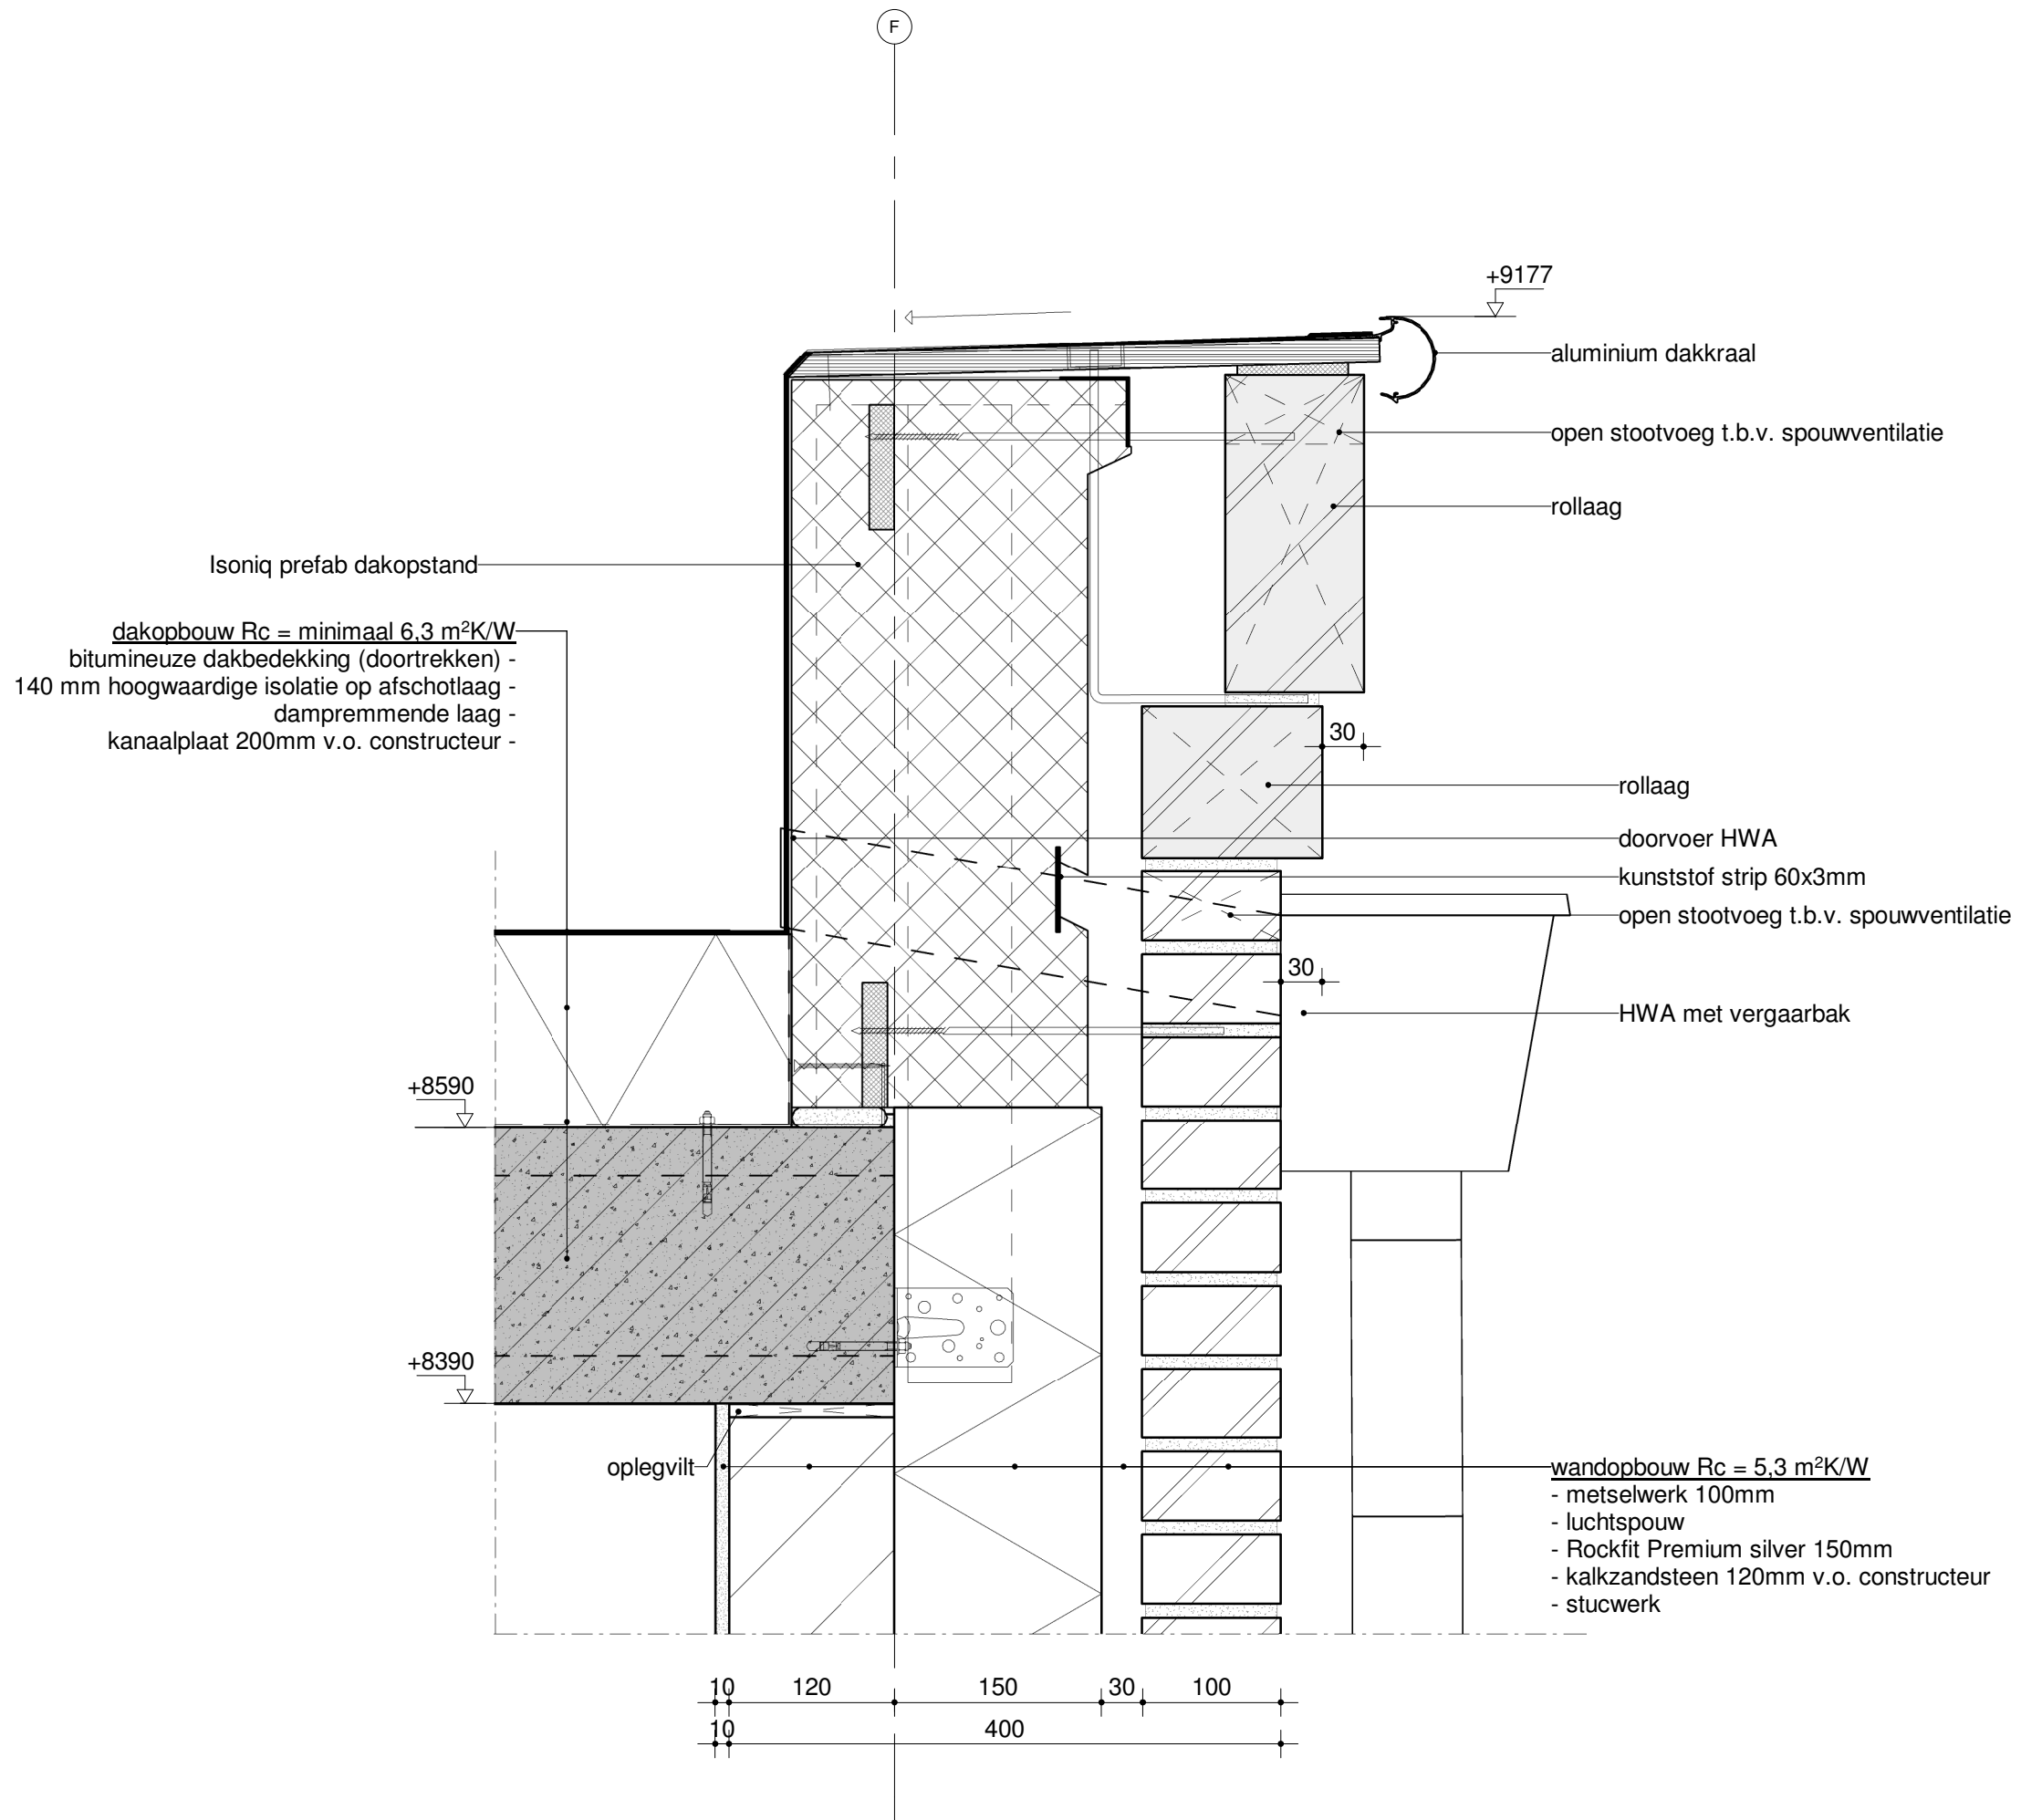 F
+9177
aluminium dakkraal
open stootvoeg t.b.v. spouwventilatie
rollaag
Isoniq prefab dakopstand
dakopbouw Rc = minimaal 6,3 m²K/W
bitumineuze dakbedekking (doortrekken) -
140 mm hoogwaardige isolatie op afschotlaag -
dampremmende laag -
kanaalplaat 200mm v.o. constructeur -
30
rollaag
doorvoer HWA
kunststof strip 60x3mm
open stootvoeg t.b.v. spouwventilatie
30
HWA met vergaarbak
+8590
+8390
oplegvilt
wandopbouw Rc = 5,3 m²K/W
- metselwerk 100mm
- luchtspouw
- Rockfit Premium silver 150mm
- kalkzandsteen 120mm v.o. constructeur
- stucwerk
10 120 150 30 100
10 400